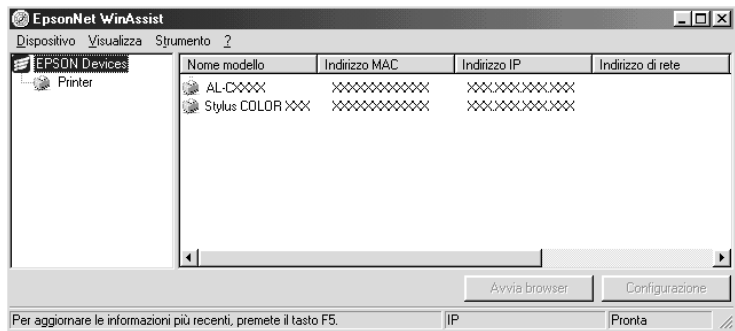 EpsonNet WinAssist
Dispositivo Visualizza Strumento ?
EPSON Devices
Printer
Nome modello Indirizzo MAC Indirizzo IP Indirizzo di rete
AL-CXXXX XXXXXXXXXXXX XXX.XXX.XXX.XXX
Stylus COLOR XXX XXXXXXXXXXXX XXX.XXX.XXX.XXX
Avvia browser Configurazione
Per aggiornare le informazioni più recenti, premete il tasto F5. IP Pronta